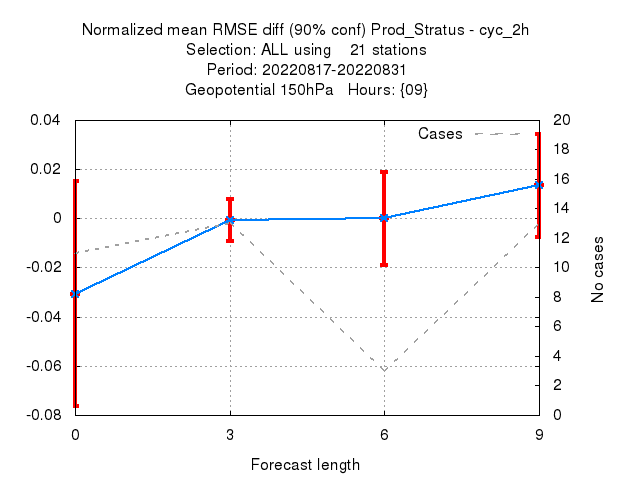 Normalized mean RMSE diff (90% conf) Prod_Stratus - cyc_2h
Selection: ALL using 21 stations
Period: 20220817-20220831
Geopotential 150hPa Hours: {09}
Cases
0.04
0.02
0
-0.02
-0.04
-0.06
-0.08
20
18
16
14
12
10
8
6
4
2
0
No cases
0 3 6 9
Forecast length